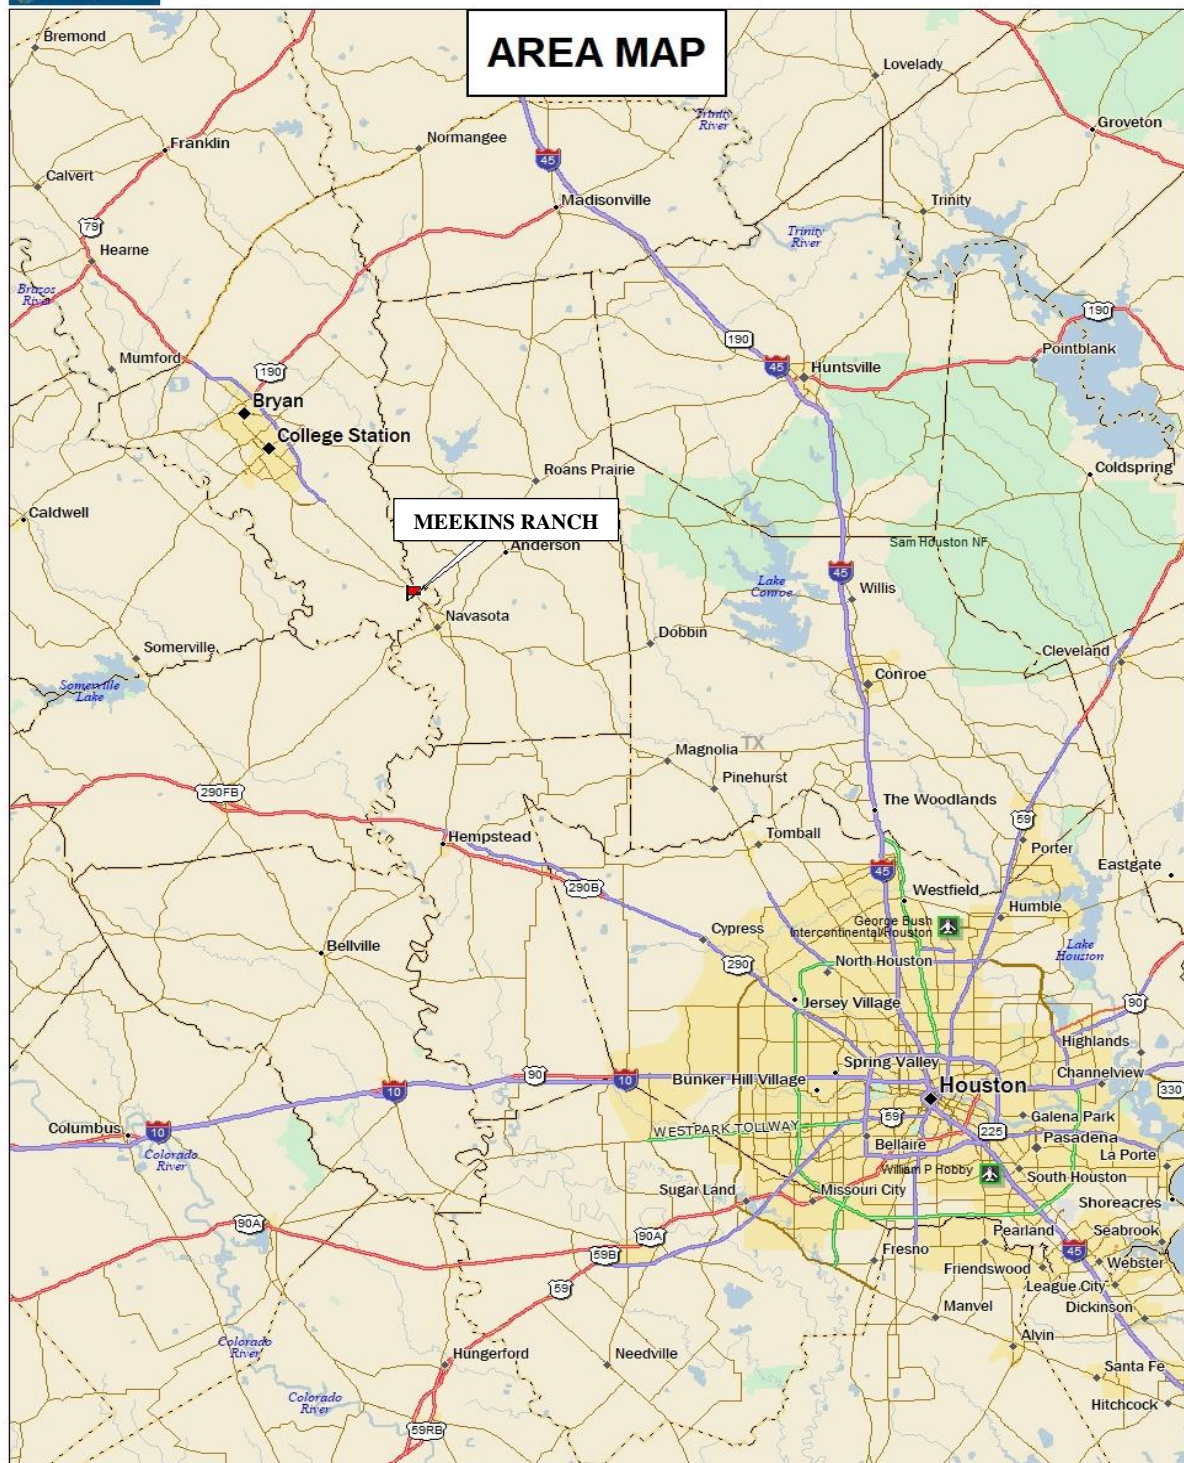 AREA MAP
Bremond
Lovelady
Trinity
River
Groveton
Normangee
Franklin
45
Calvert
Madisonville
Trinity
79
Trinity
River
Hearne
Brazos
River
190
190
Mumford
Pointblank
45
Huntsville
190
Bryan
College Station
Roans Prairie
Coldspring
Caldwell
MEEKINS RANCH
Anderson
Sam Houston NF
45
Lake
Conroe
Willis
Navasota
Dobbin
Somerville
Cleveland
Somerville
Lake
Conroe
TX
Magnolia
Pinehurst
290FB
The Woodlands
59
Hempstead
Tomball
Porter
Eastgate
45
290B
Westfield
Humble
George Bush
Intercontinental/Houston
Cypress
Bellville
Lake
Houston
290
North Houston
Jersey Village
90
Highlands
Spring Valley
90
10
Bunker Hill Village
Houston
Channelview
10
330
59
Galena Park
Columbus
10
WESTPARK TOLLWAY
225
Pasadena
Colorado
River
Bellaire
La Porte
William P Hobby
South Houston
Sugar Land
Missouri City
Shoreacres
90A
90A
Pearland
Seabrook
59B
Fresno
45
Webster
Friendswood
League City
59
Manvel
Dickinson
Colorado
River
Alvin
Hungerford
Needville
Santa Fe
Colorado
River
Hitchcock
59RB